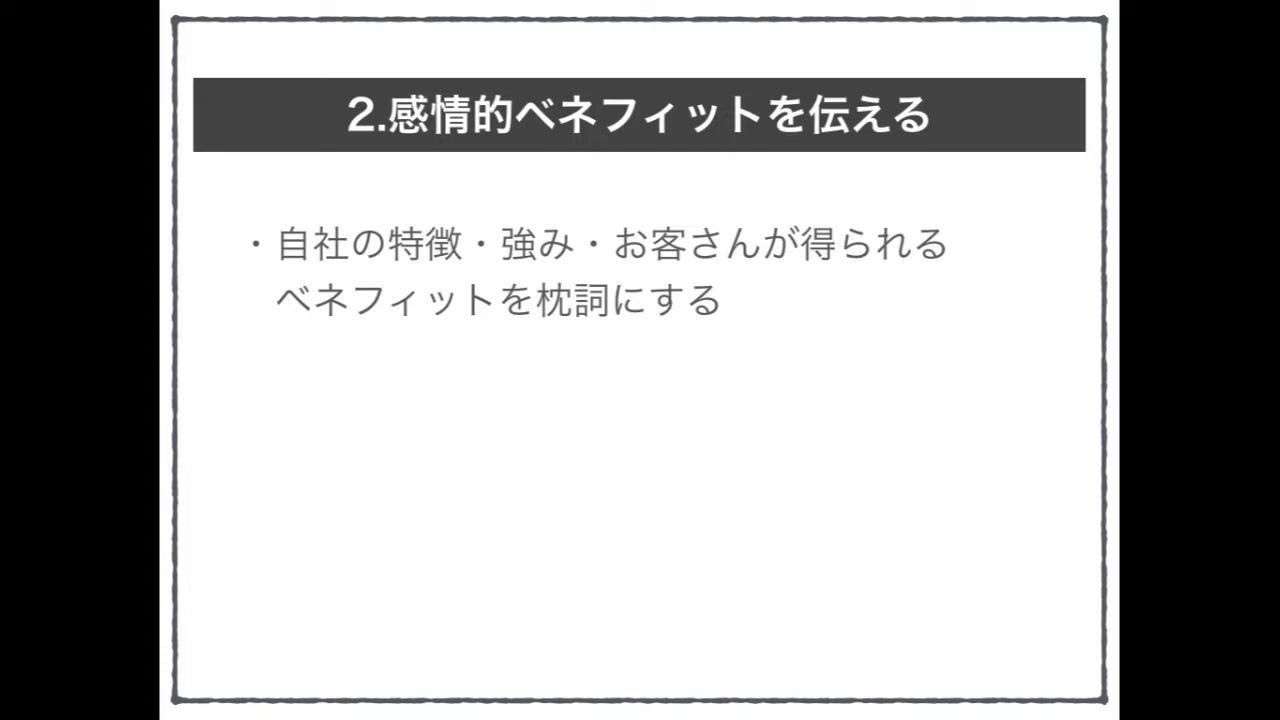 2.感情的ベネフィットを伝える
・自社の特徴・強み・お客さんが得られる
ベネフィットを枕詞にする